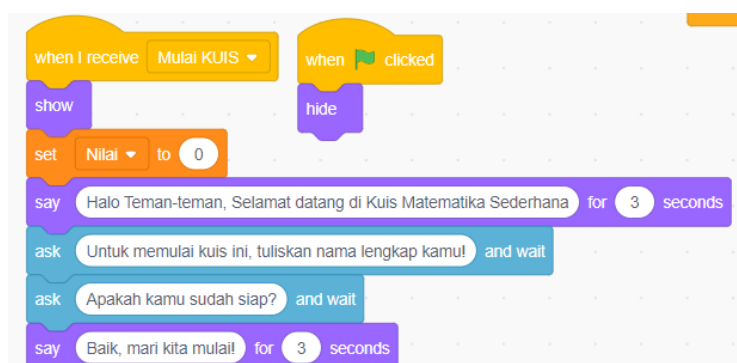 when I receive Mulai KUIS
when clicked
show
hide
set Nilai to 0
say Halo Teman-teman, Selamat datang di Kuis Matematika Sederhana for 3 seconds
ask Untuk memulai kuis ini, tuliskan nama lengkap kamu! and wait
ask Apakah kamu sudah siap? and wait
say Baik, mari kita mulai! for 3 seconds